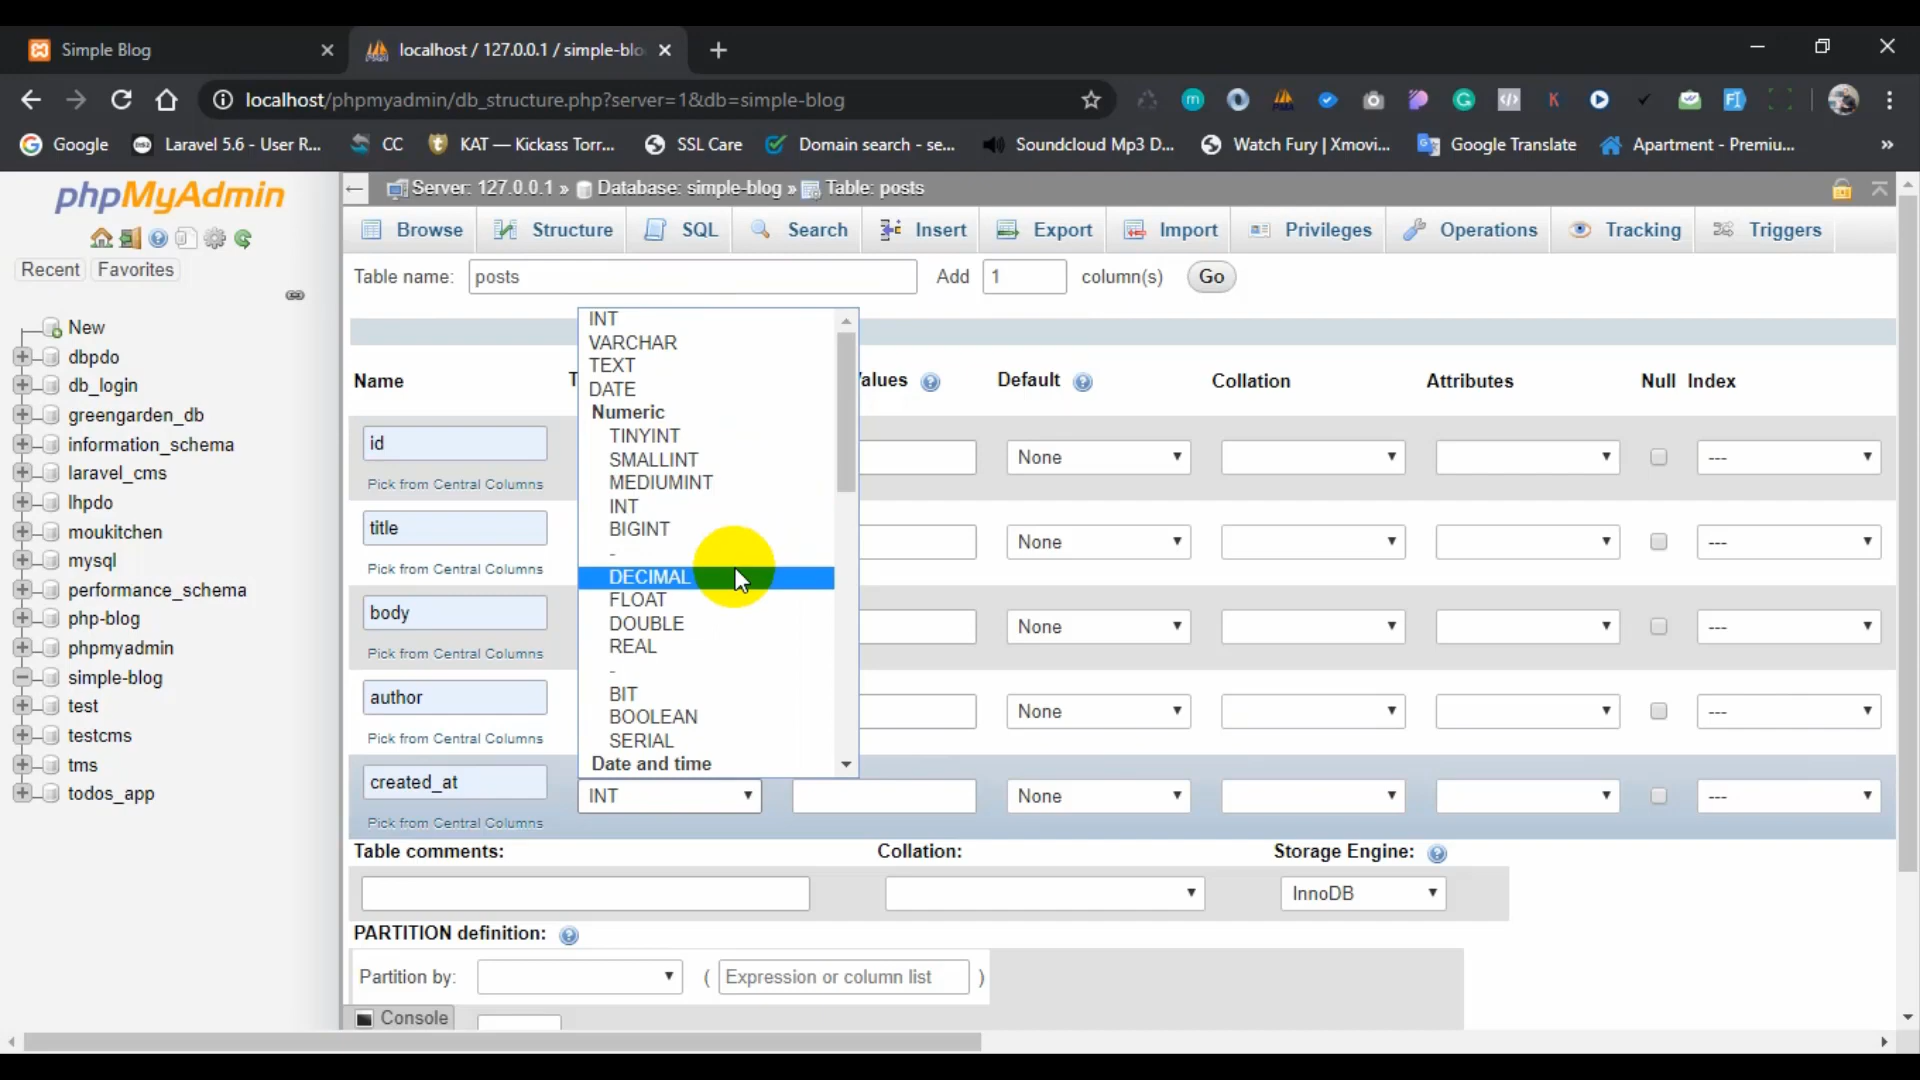 Simple Blog
localhost / 127.0.0.1 / simple-blo
localhost/phpmyadmin/db_structure.php?server=1&db=simple-blog
Google
Laravel 5.6 - User R...
CC
KAT — Kickass Torr...
SSL Care
Domain search - se...
Soundcloud Mp3 D...
Watch Fury | Xmovi...
Google Translate
Apartment - Premiu...
»
phpMyAdmin
Recent
Favorites
New
dbpdo
db_login
greengarden_db
information_schema
laravel_cms
lhpdo
moukitchen
mysql
performance_schema
php-blog
phpmyadmin
simple-blog
test
testcms
tms
todos_app
Server: 127.0.0.1 » Database: simple-blog » Table: posts
Browse
Structure
SQL
Search
Insert
Export
Import
Privileges
Operations
Tracking
Triggers
Table name: posts Add 1 column(s) Go
Name
T
alues
Default
Collation
Attributes
Null
Index
id
Pick from Central Columns
None
---
title
Pick from Central Columns
None
---
body
Pick from Central Columns
None
---
author
Pick from Central Columns
None
---
created_at
Pick from Central Columns
INT
None
---
INT
VARCHAR
TEXT
DATE
Numeric
TINYINT
SMALLINT
MEDIUMINT
INT
BIGINT
-
DECIMAL
FLOAT
DOUBLE
REAL
-
BIT
BOOLEAN
SERIAL
Date and time
Table comments:
Collation:
Storage Engine:
InnoDB
PARTITION definition:
Partition by:
( Expression or column list )
Console